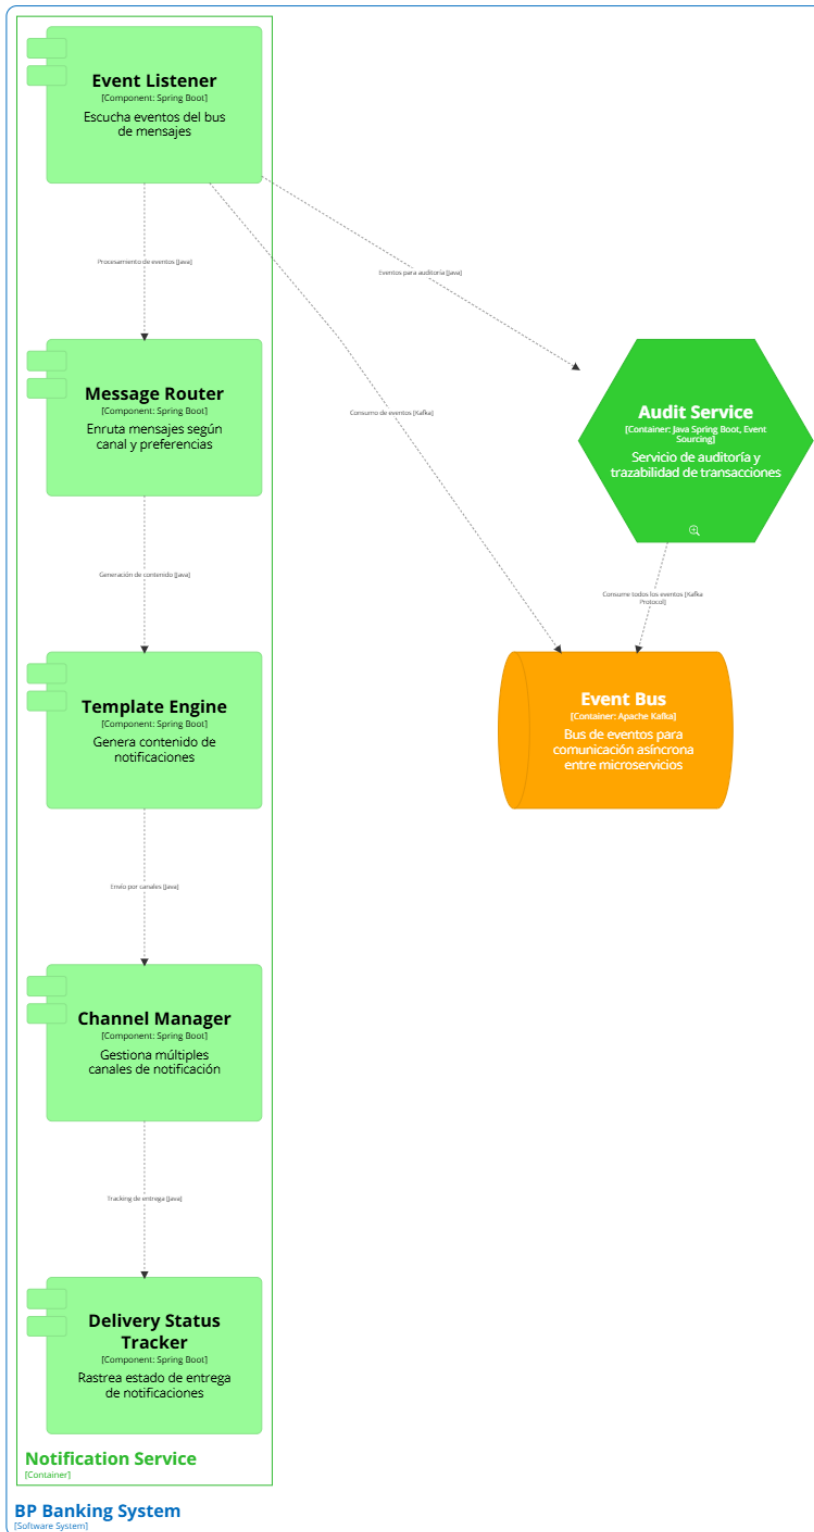 Event Listener
[Component: Spring Boot]
Escucha eventos del bus
de mensajes
Procesamiento de eventos [Java]
Eventos para auditoría [Java]
Message Router
[Component: Spring Boot]
Enruta mensajes según
canal y preferencias
Consumo de eventos [Kafka]
Audit Service
[Container: Java Spring Boot, Event
Sourcing]
Servicio de auditoría y
trazabilidad de transacciones
Generación de contenido [Java]
Consume todos los eventos [Kafka
Protocol]
Template Engine
[Component: Spring Boot]
Genera contenido de
notificaciones
Event Bus
[Container: Apache Kafka]
Bus de eventos para
comunicación asíncrona
entre microservicios
Envío por canales [Java]
Channel Manager
[Component: Spring Boot]
Gestiona múltiples
canales de notificación
Tracking de entrega [Java]
Delivery Status
Tracker
[Component: Spring Boot]
Rastrea estado de entrega
de notificaciones
Notification Service
[Container]
BP Banking System
[Software System]